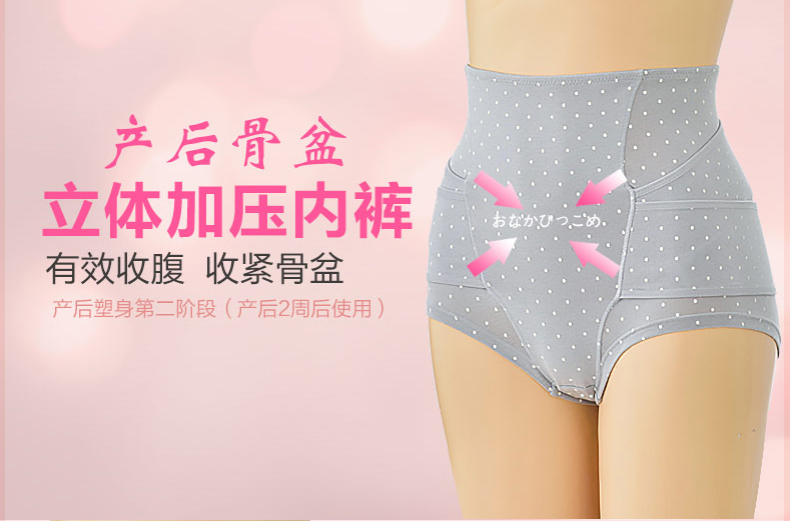 产后骨盆
立体加压内裤
有效收腹 收紧骨盆
产后塑身第二阶段（产后2周后使用）
おなかひっこめ